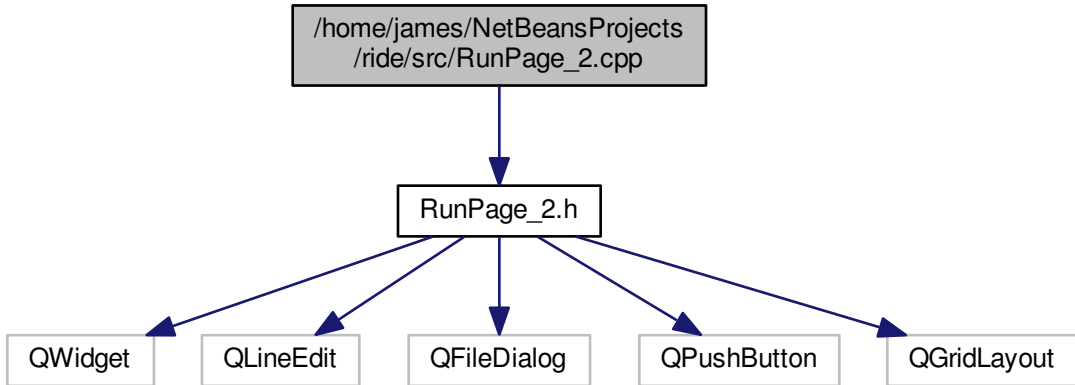 /home/james/NetBeansProjects
/ride/src/RunPage_2.cpp
RunPage_2.h
QWidget
QLineEdit
QFileDialog
QPushButton
QGridLayout